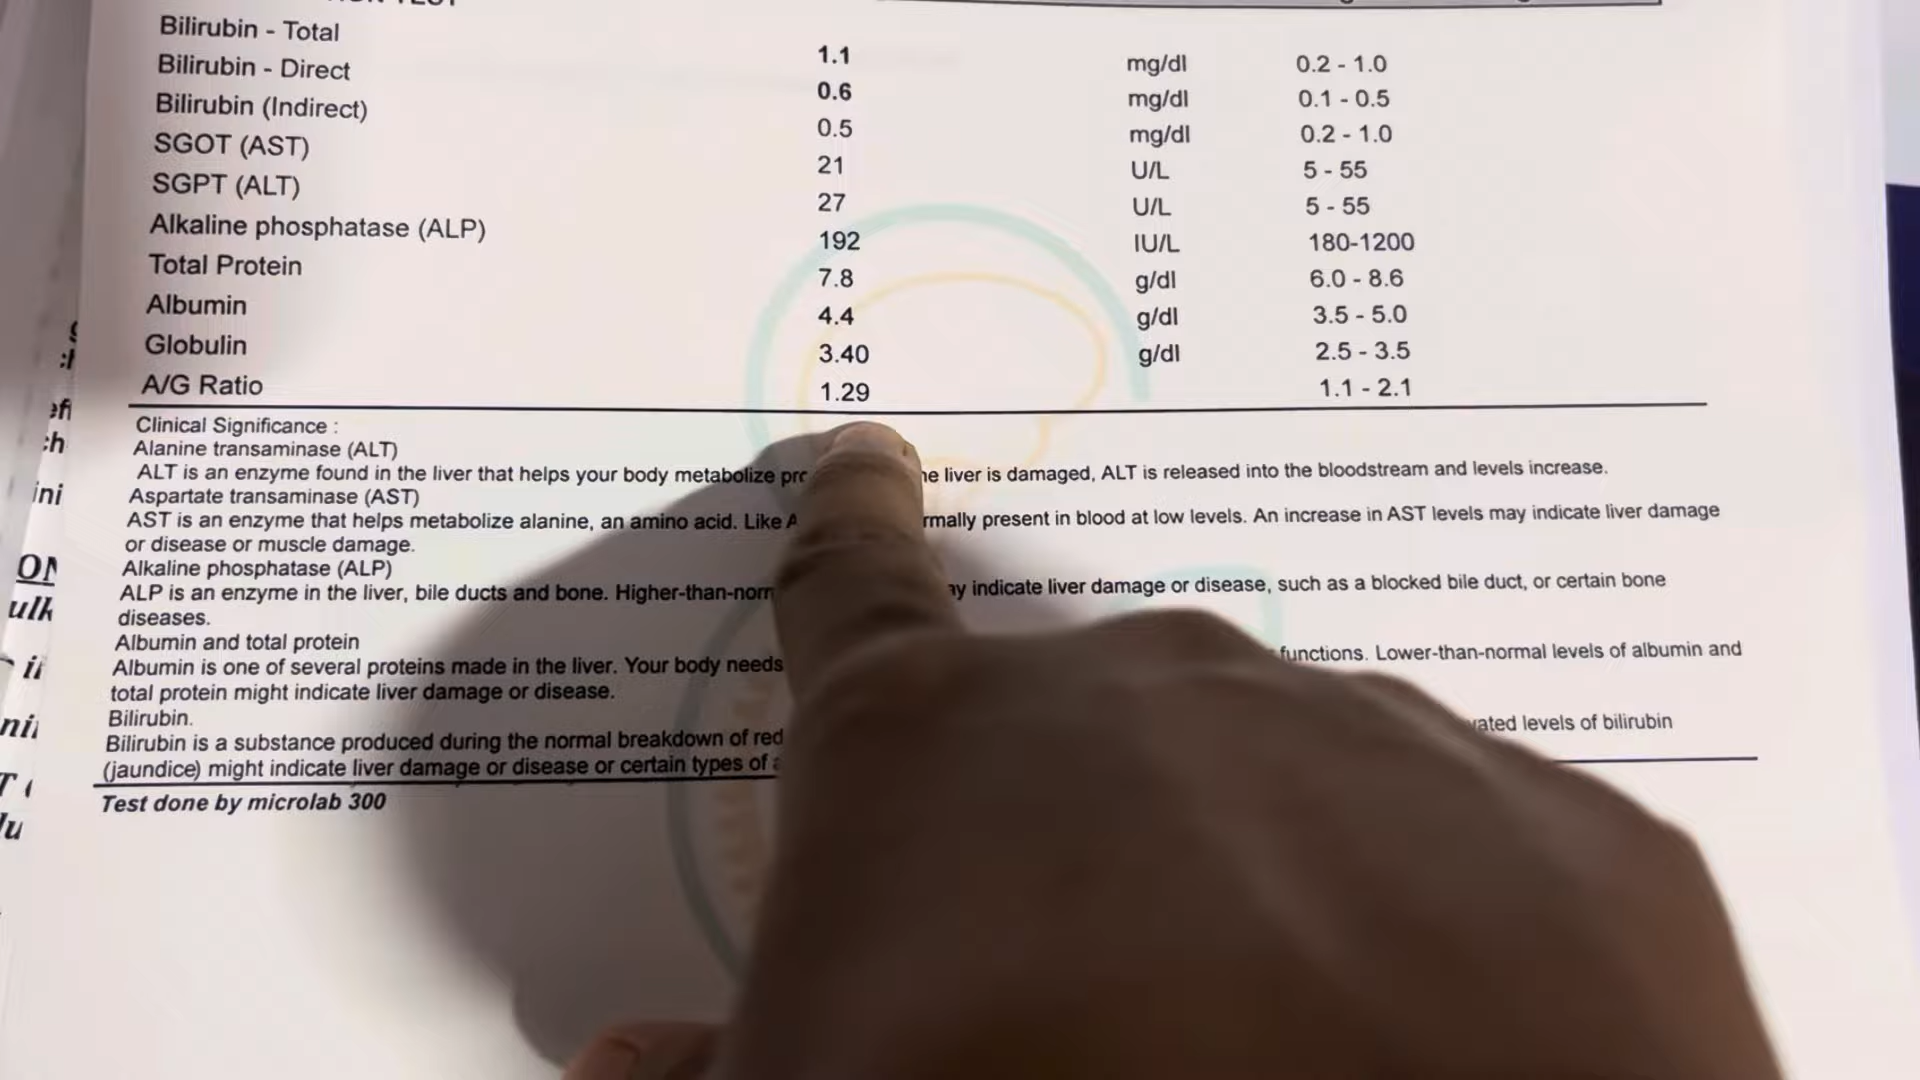 Bilirubin - Total 1.1 mg/dl 0.2 - 1.0
Bilirubin - Direct 0.6 mg/dl 0.1 - 0.5
Bilirubin (Indirect) 0.5 mg/dl 0.2 - 1.0
SGOT (AST) 21 U/L 5 - 55
SGPT (ALT) 27 U/L 5 - 55
Alkaline phosphatase (ALP) 192 IU/L 180-1200
Total Protein 7.8 g/dl 6.0 - 8.6
Albumin 4.4 g/dl 3.5 - 5.0
Globulin 3.40 g/dl 2.5 - 3.5
A/G Ratio 1.29 1.1 - 2.1
Clinical Significance :
Alanine transaminase (ALT)
ALT is an enzyme found in the liver that helps your body metabolize liver is damaged, ALT is released into the bloodstream and levels increase.
Aspartate transaminase (AST)
AST is an enzyme that helps metabolize alanine, an amino acid. Like present in blood at low levels. An increase in AST levels may indicate liver damage
or disease or muscle damage.
Alkaline phosphatase (ALP)
ALP is an enzyme in the liver, bile ducts and bone. indicate liver damage or disease, such as a blocked bile duct, or certain bone
diseases.
Albumin and total protein
Albumin is one of several proteins made in the liver. Your body needs functions. Lower-than-normal levels of albumin and
total protein might indicate liver damage or disease.
Bilirubin.
Bilirubin is a substance produced during the normal breakdown of red levels of bilirubin
(jaundice) might indicate liver damage or disease or certain types of
Test done by microlab 300